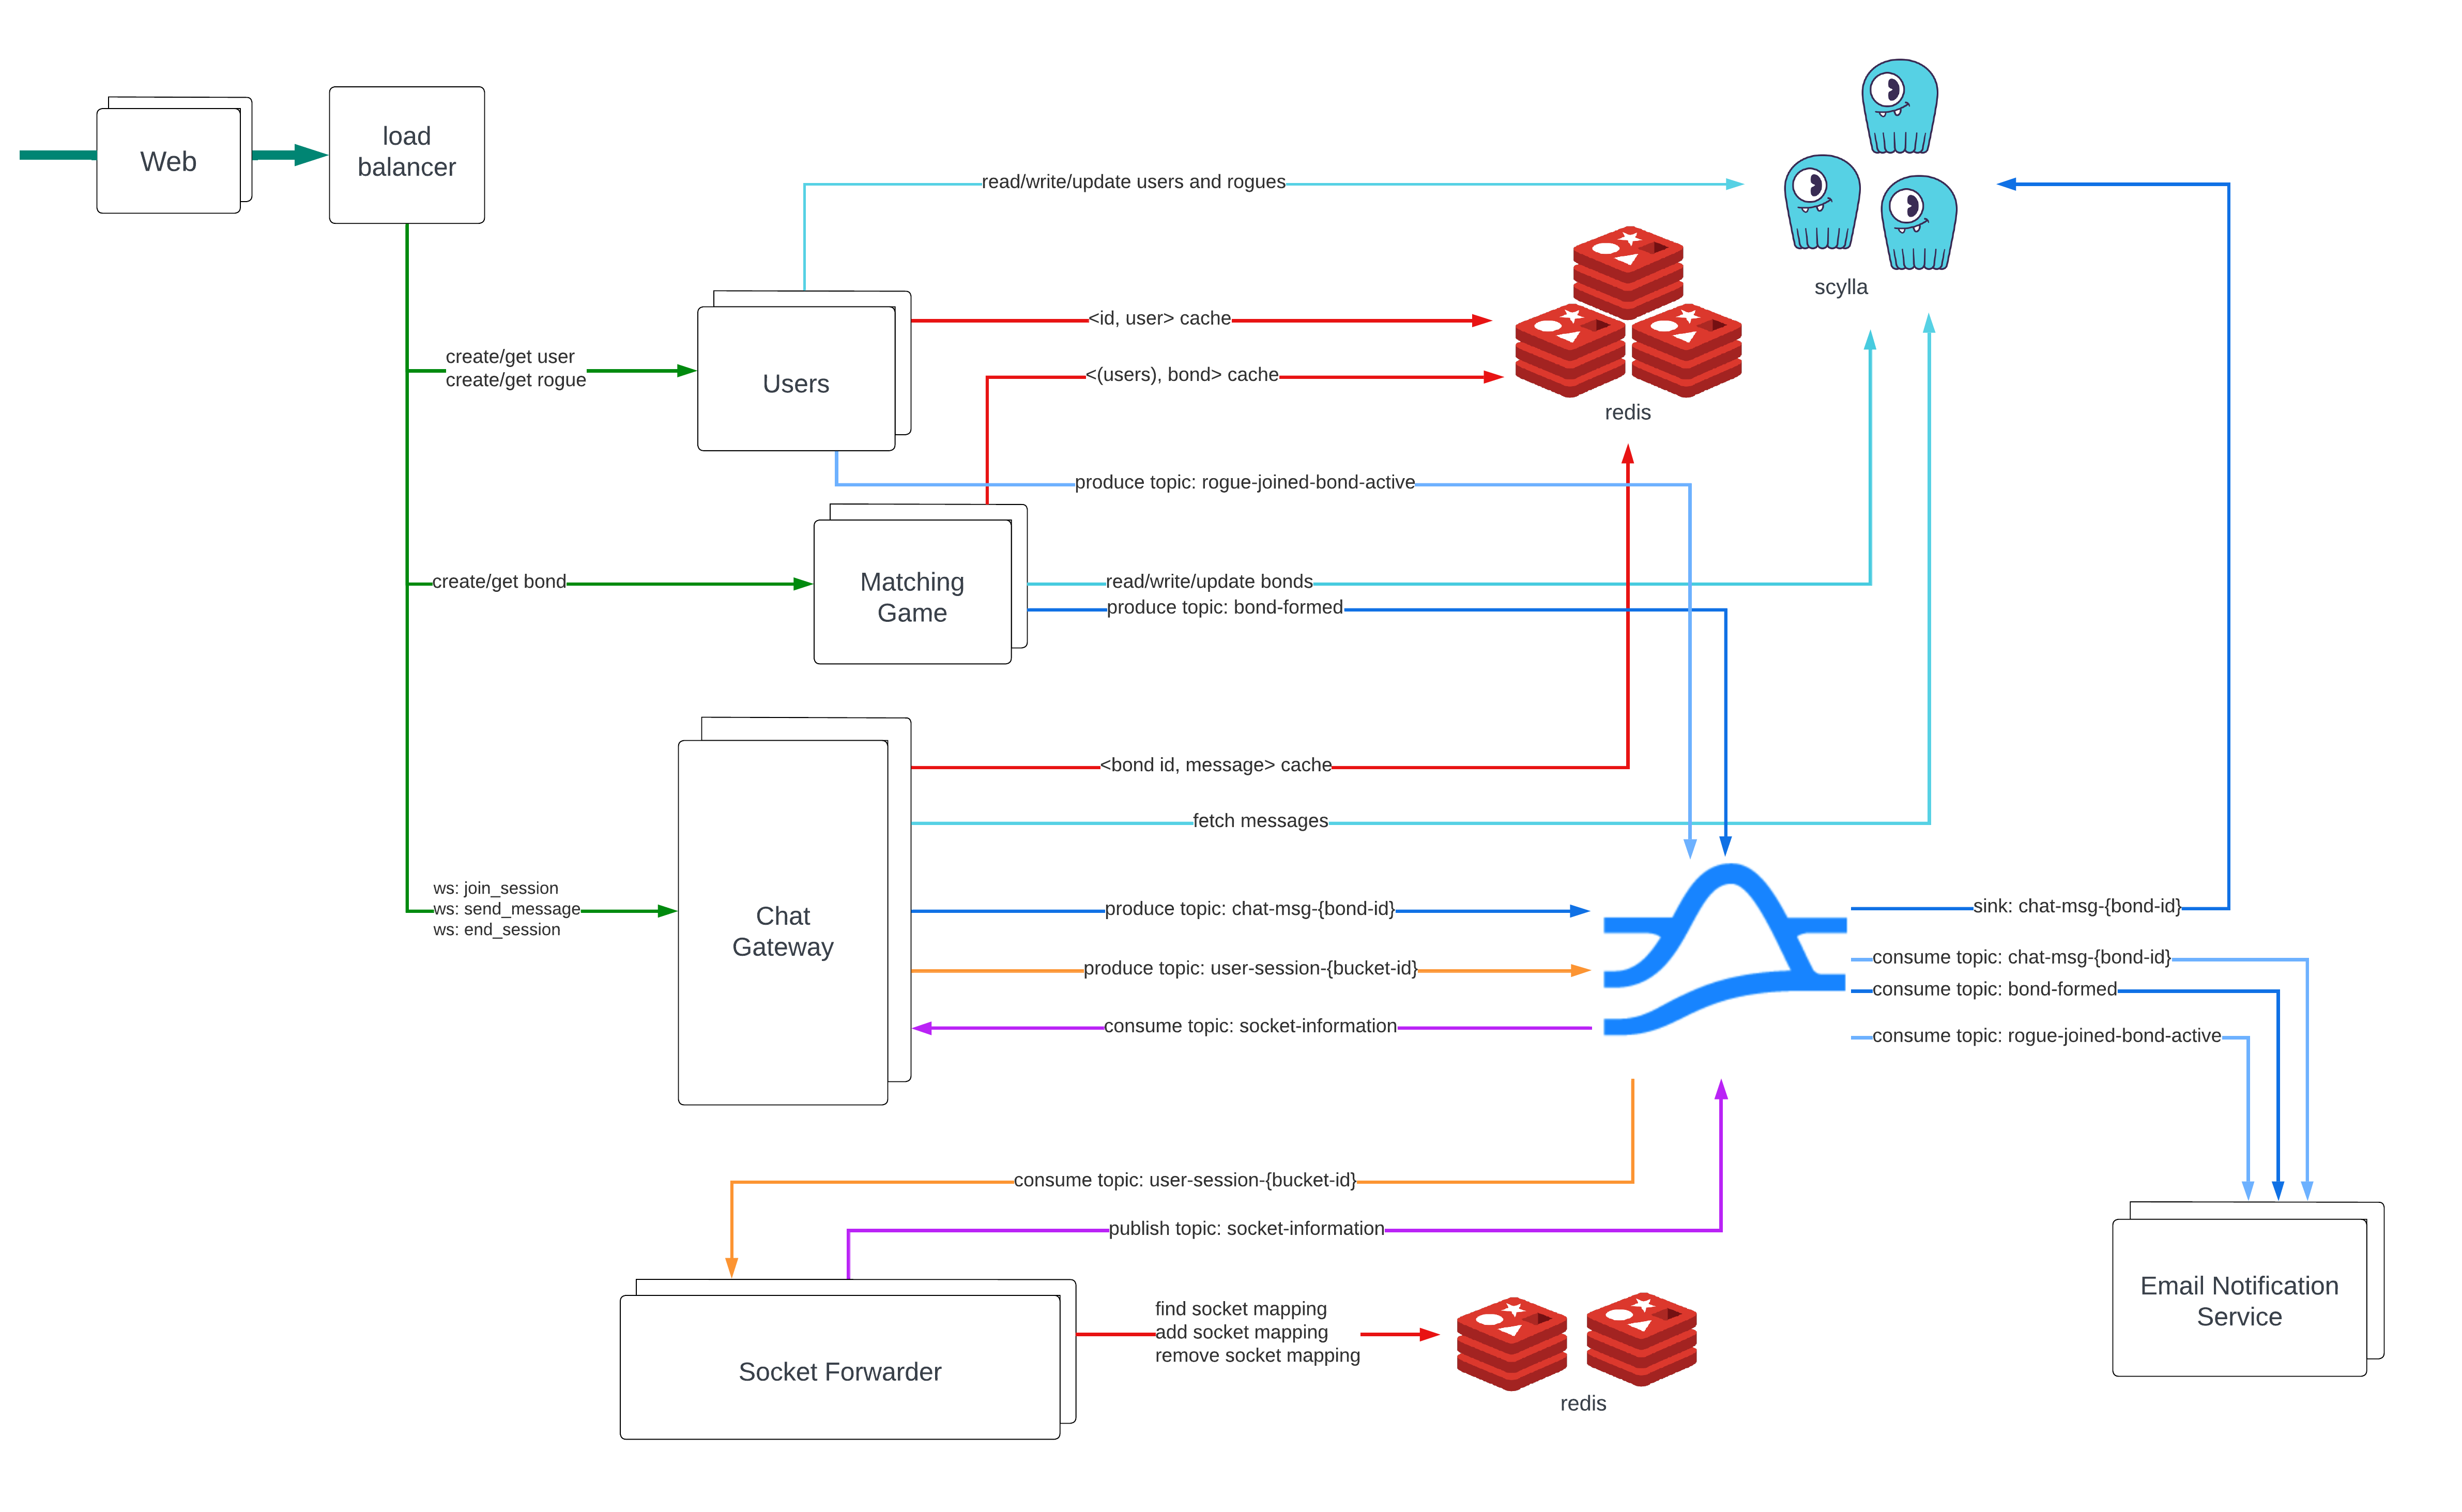 Web
load
balancer
read/write/update users and rogues
scylla
<id, user> cache
create/get user
create/get rogue
Users
<(users), bond> cache
redis
produce topic: rogue-joined-bond-active
create/get bond
Matching
Game
read/write/update bonds
produce topic: bond-formed
<bond id, message> cache
fetch messages
ws: join_session
ws: send_message
ws: end_session
Chat
Gateway
produce topic: chat-msg-{bond-id}
produce topic: user-session-{bucket-id}
consume topic: socket-information
sink: chat-msg-{bond-id}
consume topic: chat-msg-{bond-id}
consume topic: bond-formed
consume topic: rogue-joined-bond-active
consume topic: user-session-{bucket-id}
publish topic: socket-information
Socket Forwarder
find socket mapping
add socket mapping
remove socket mapping
redis
Email Notification
Service